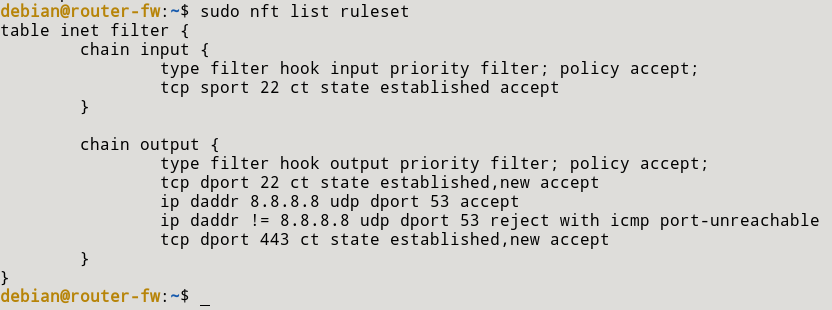 debian@router-fw:~$ sudo nft list ruleset
table inet filter {
        chain input {
                type filter hook input priority filter; policy accept;
                tcp sport 22 ct state established accept
        }

        chain output {
                type filter hook output priority filter; policy accept;
                tcp dport 22 ct state established,new accept
                ip daddr 8.8.8.8 udp dport 53 accept
                ip daddr != 8.8.8.8 udp dport 53 reject with icmp port-unreachable
                tcp dport 443 ct state established,new accept
        }
}
debian@router-fw:~$ _